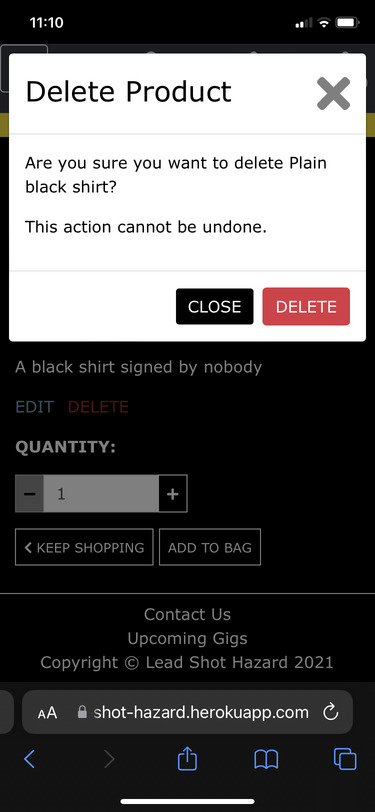 11:10
Delete Product
Are you sure you want to delete Plain
black shirt?
This action cannot be undone.
CLOSE DELETE
A black shirt signed by nobody
EDIT DELETE
QUANTITY:
− 1 +
KEEP SHOPPING ADD TO BAG
Contact Us
Upcoming Gigs
Copyright © Lead Shot Hazard 2021
AA shot-hazard.herokuapp.com